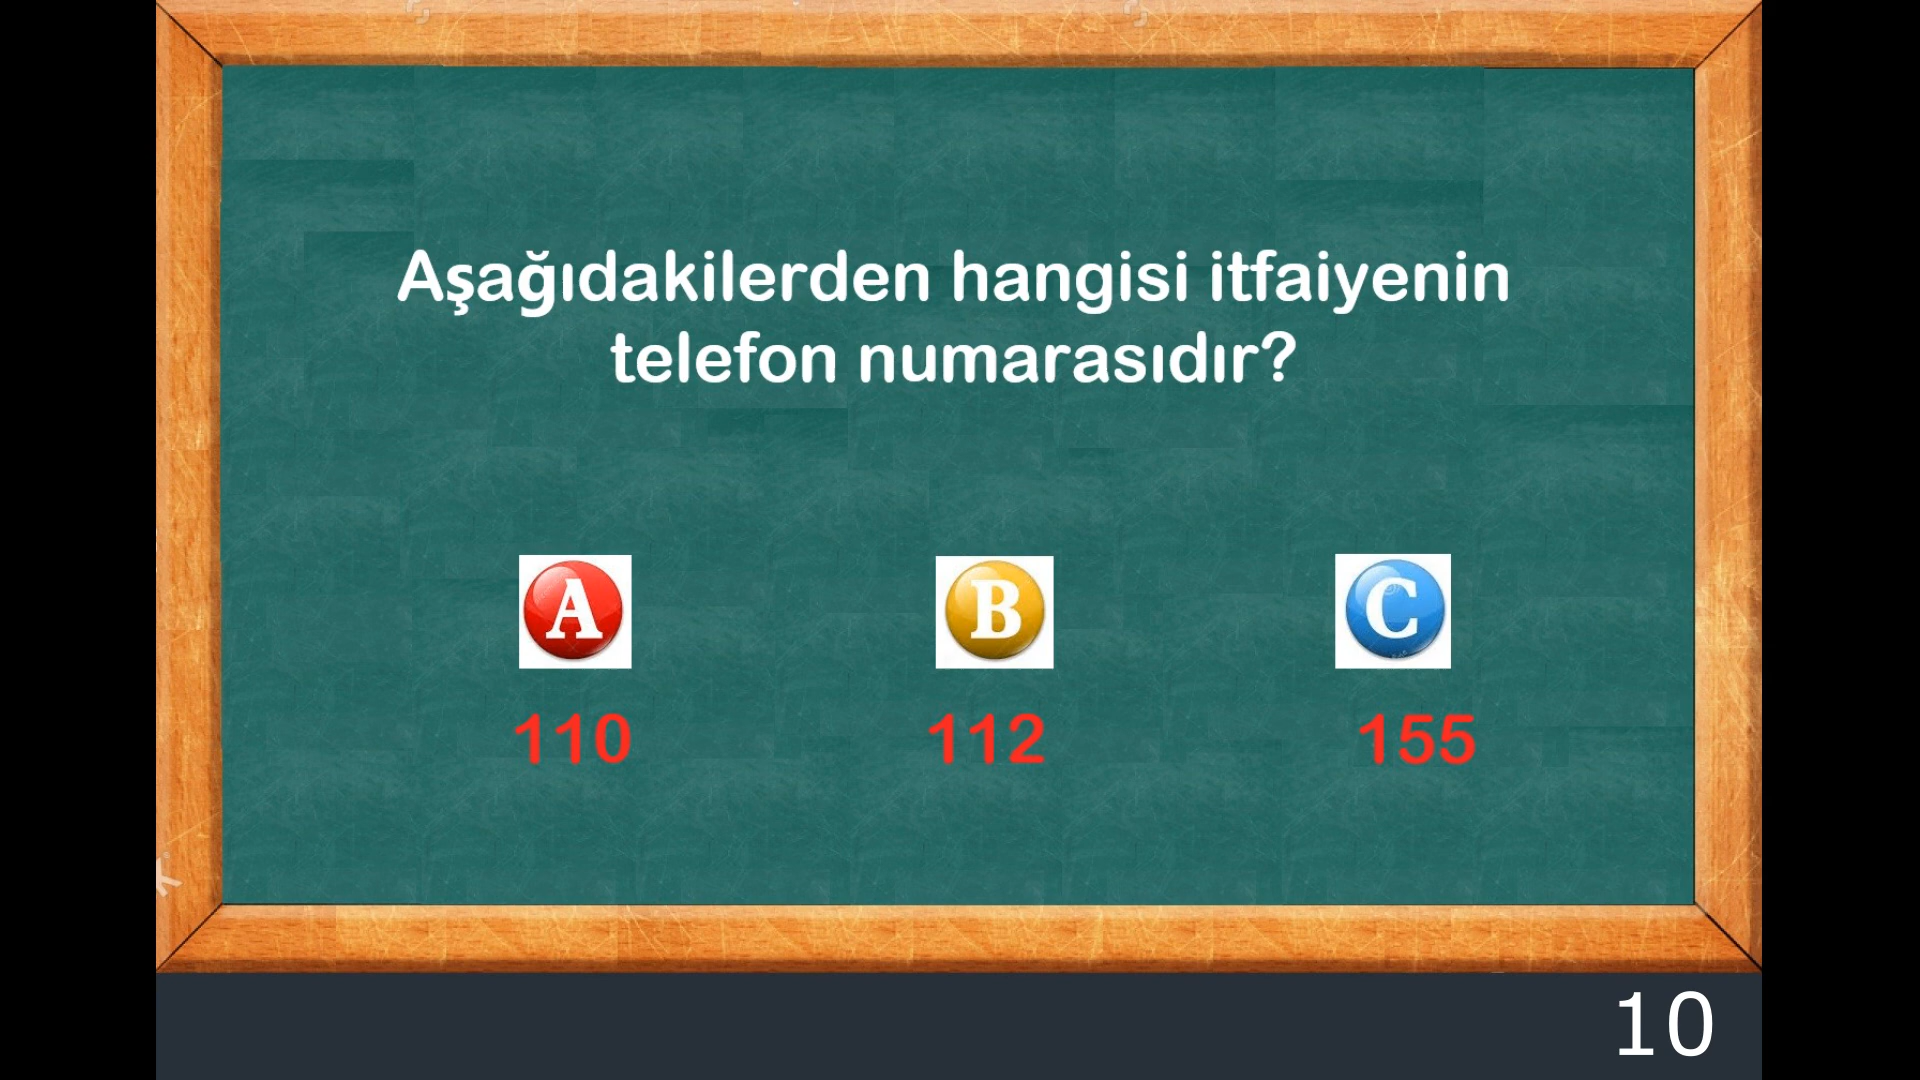 Aşağıdakilerden hangisi itfaiyenin
telefon numarasıdır?
A B C
110 112 155
10